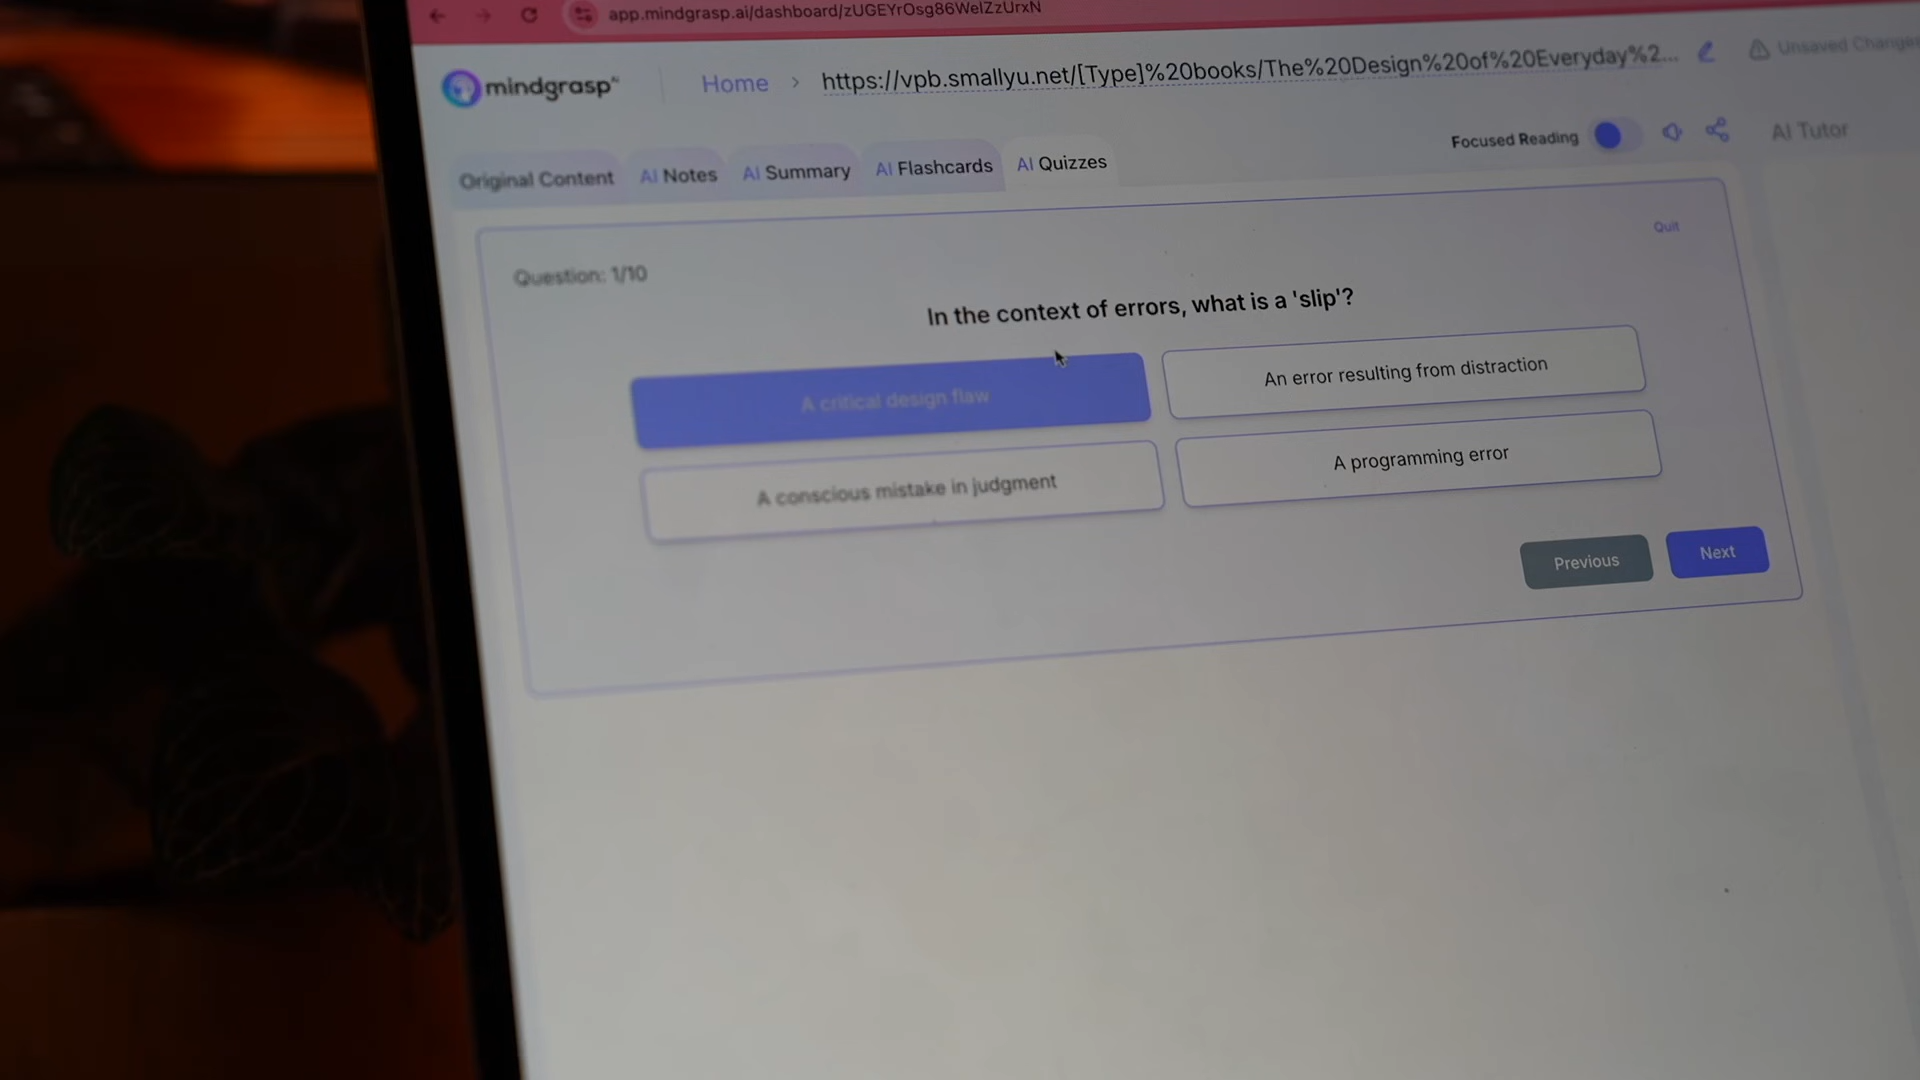 app.mindgrasp.ai/dashboard/zUGEYrOsg86WelZzUrxN
mindgrasp
Home > https://vpb.smallyu.net/[Type]%20books/The%20Design%20of%20Everyday%2...
Unsaved Changes
Original Content
AI Notes
AI Summary
AI Flashcards
AI Quizzes
Focused Reading
AI Tutor
Quit
Question: 1/10
In the context of errors, what is a 'slip'?
A critical design flaw
An error resulting from distraction
A conscious mistake in judgment
A programming error
Previous
Next